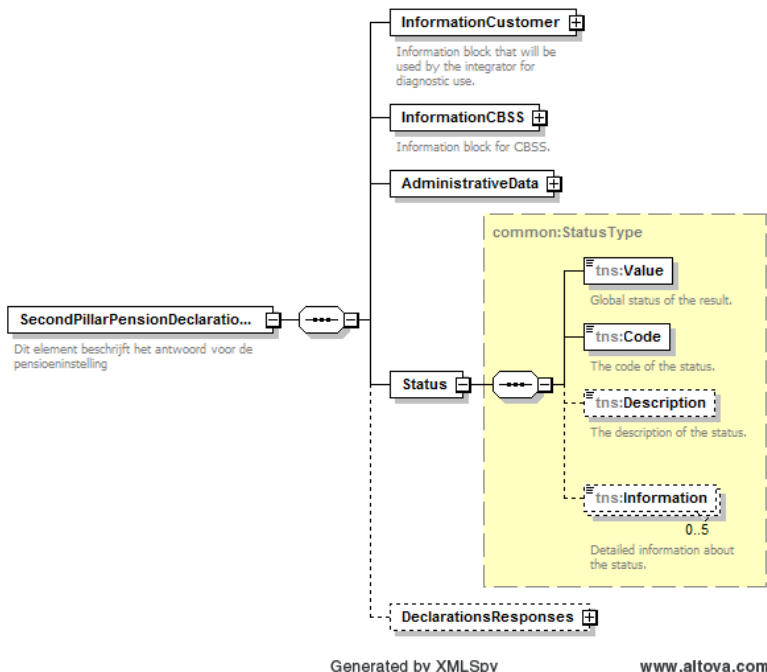 InformationCustomer
Information block that will be
used by the integrator for
diagnostic use.
InformationCBSS
Information block for CBSS.
AdministrativeData
common:StatusType
tns:Value
Global status of the result.
tns:Code
The code of the status.
SecondPillarPensionDeclaratio...
Dit element beschrijft het antwoord voor de
pensioeninstelling
Status
tns:Description
The description of the status.
tns:Information
0..5
Detailed information about
the status.
DeclarationsResponses
Generated by XMLSpy
www.altova.com